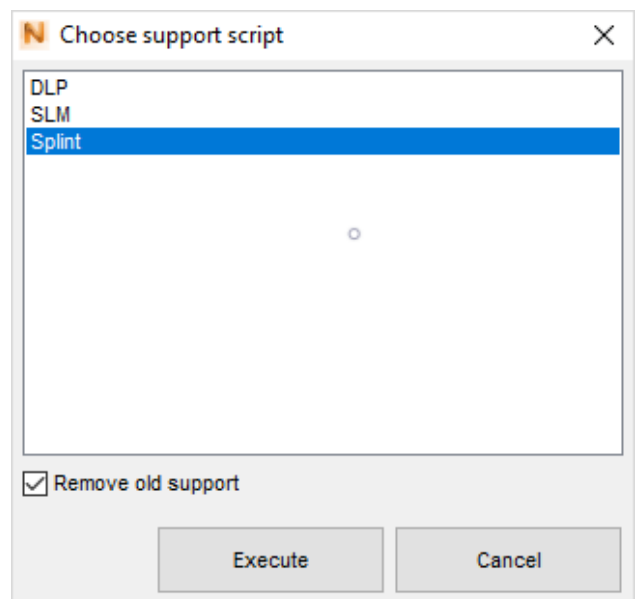 N Choose support script
DLP
SLM
Splint
Remove old support
Execute Cancel